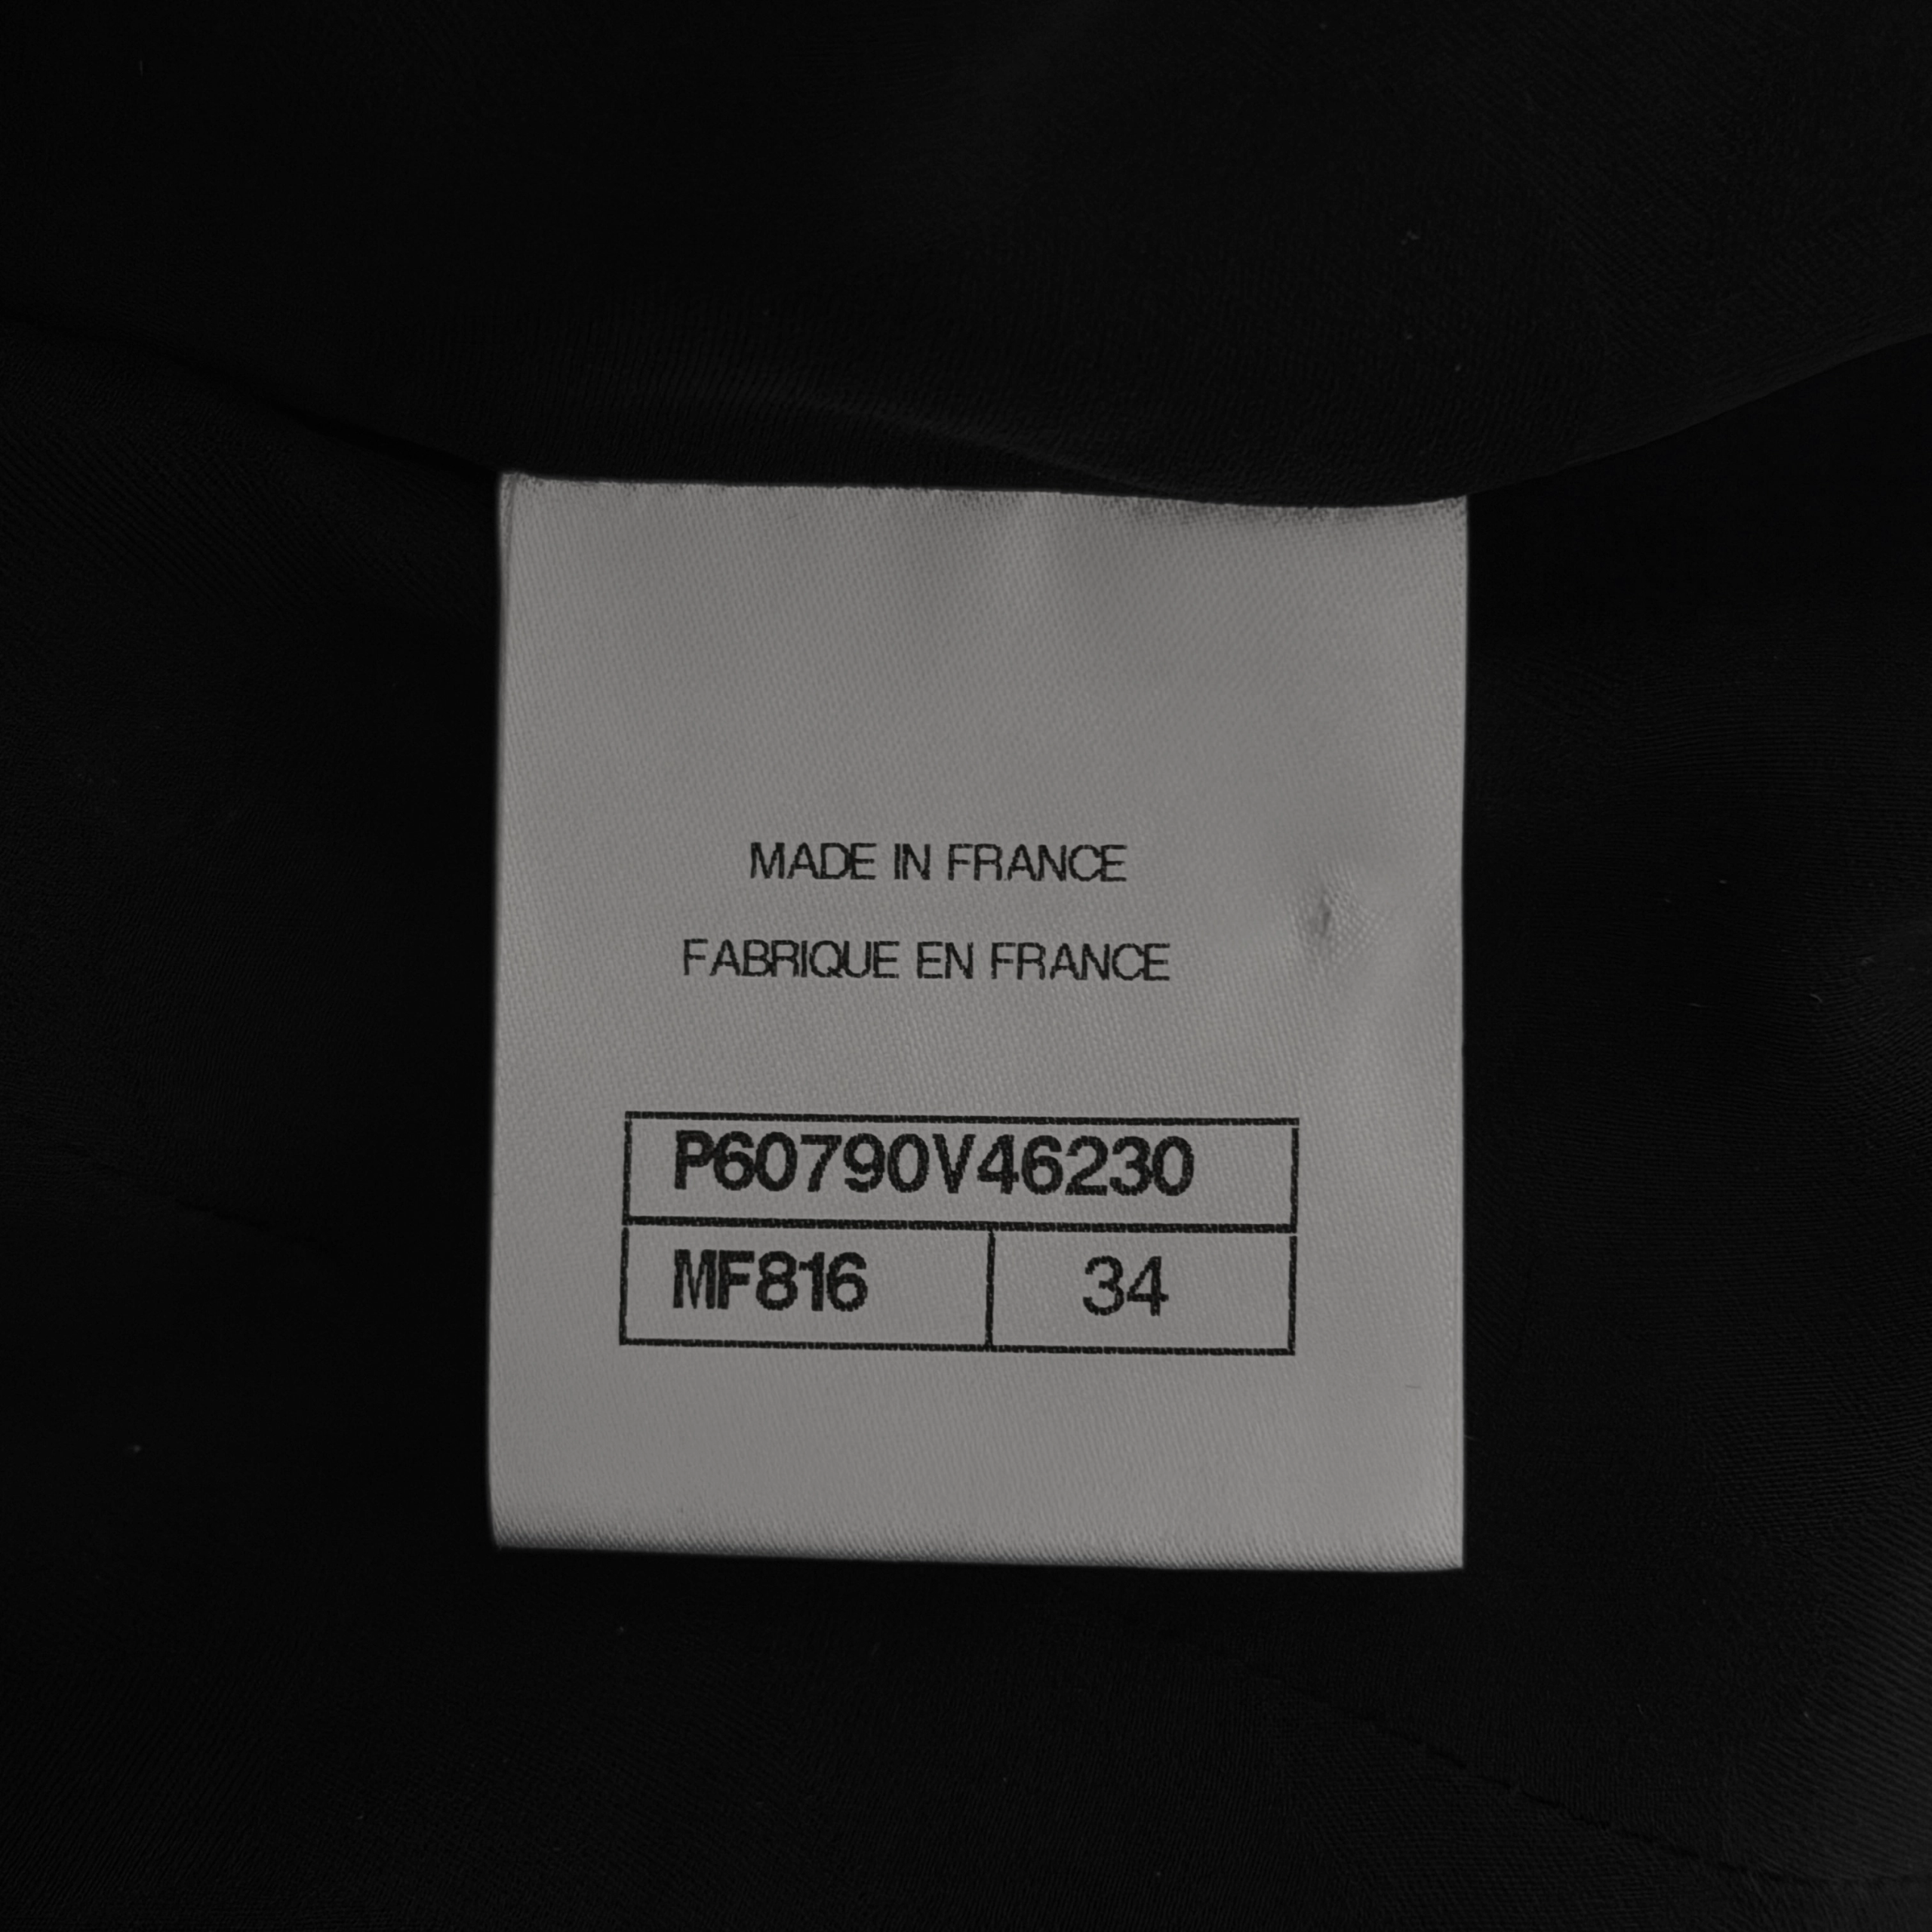 MADE IN FRANCE
FABRIQUE EN FRANCE
P60790V46230
MF816 34